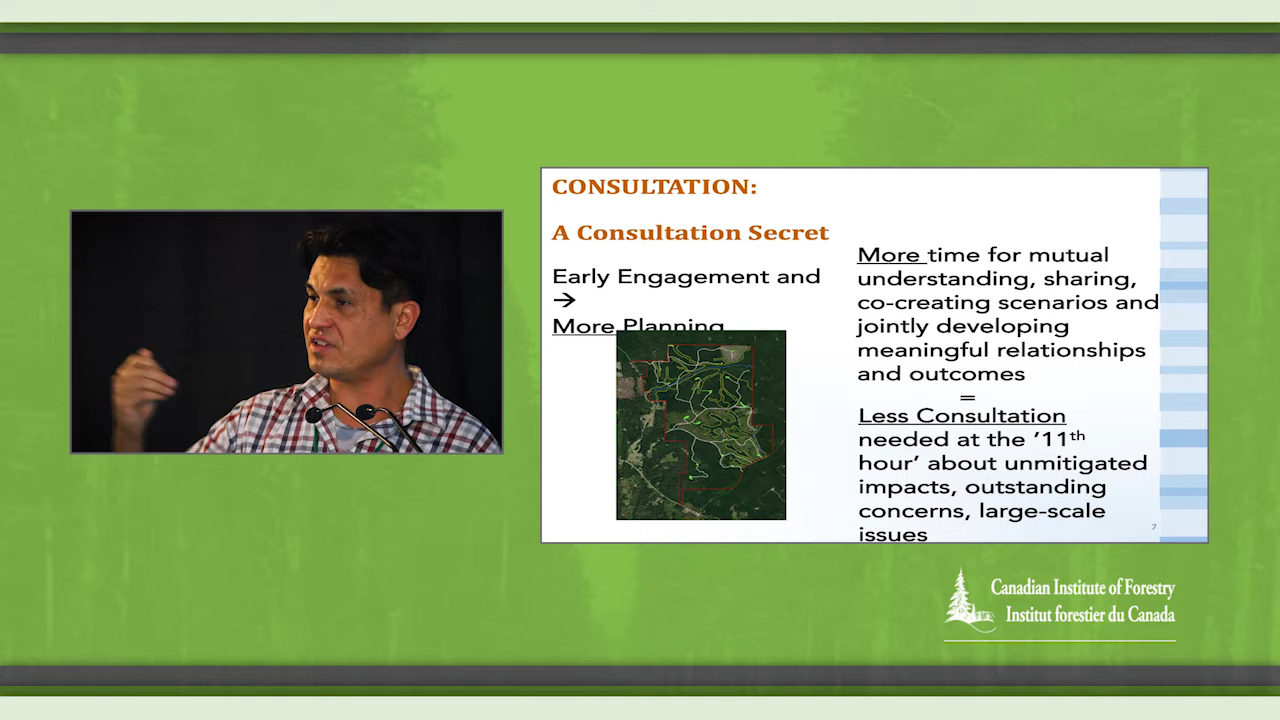 CONSULTATION:
A Consultation Secret
Early Engagement and
→
More Planning
More time for mutual
understanding, sharing,
co-creating scenarios and
jointly developing
meaningful relationships
and outcomes
=
Less Consultation
needed at the ’11th
hour’ about unmitigated
impacts, outstanding
concerns, large-scale
issues
7
Canadian Institute of Forestry
Institut forestier du Canada